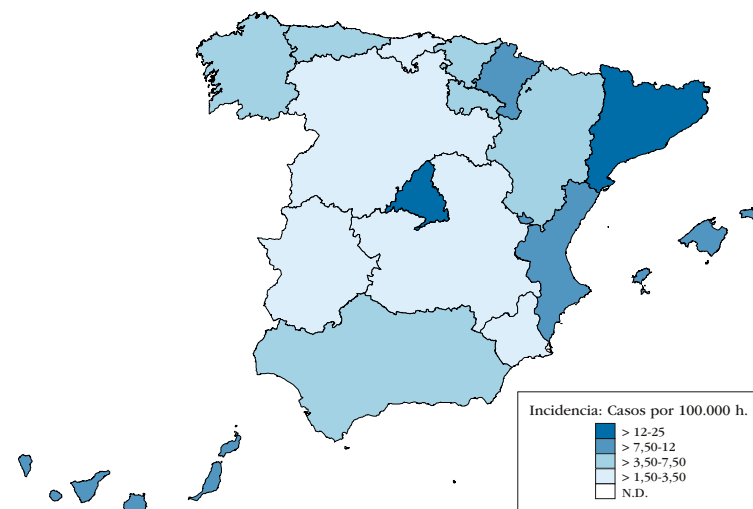 Incidencia: Casos por 100.000 h.
> 12-25
> 7,50-12
> 3,50-7,50
> 1,50-3,50
N.D.